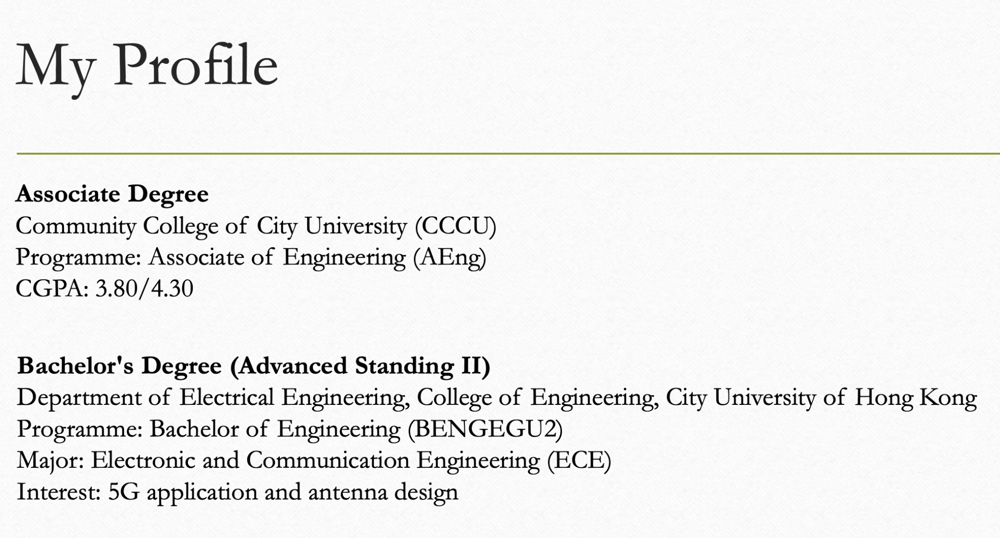 My Profile
Associate Degree
Community College of City University (CCCU)
Programme: Associate of Engineering (AEng)
CGPA: 3.80/4.30
Bachelor's Degree (Advanced Standing II)
Department of Electrical Engineering, College of Engineering, City University of Hong Kong
Programme: Bachelor of Engineering (BENGEGU2)
Major: Electronic and Communication Engineering (ECE)
Interest: 5G application and antenna design